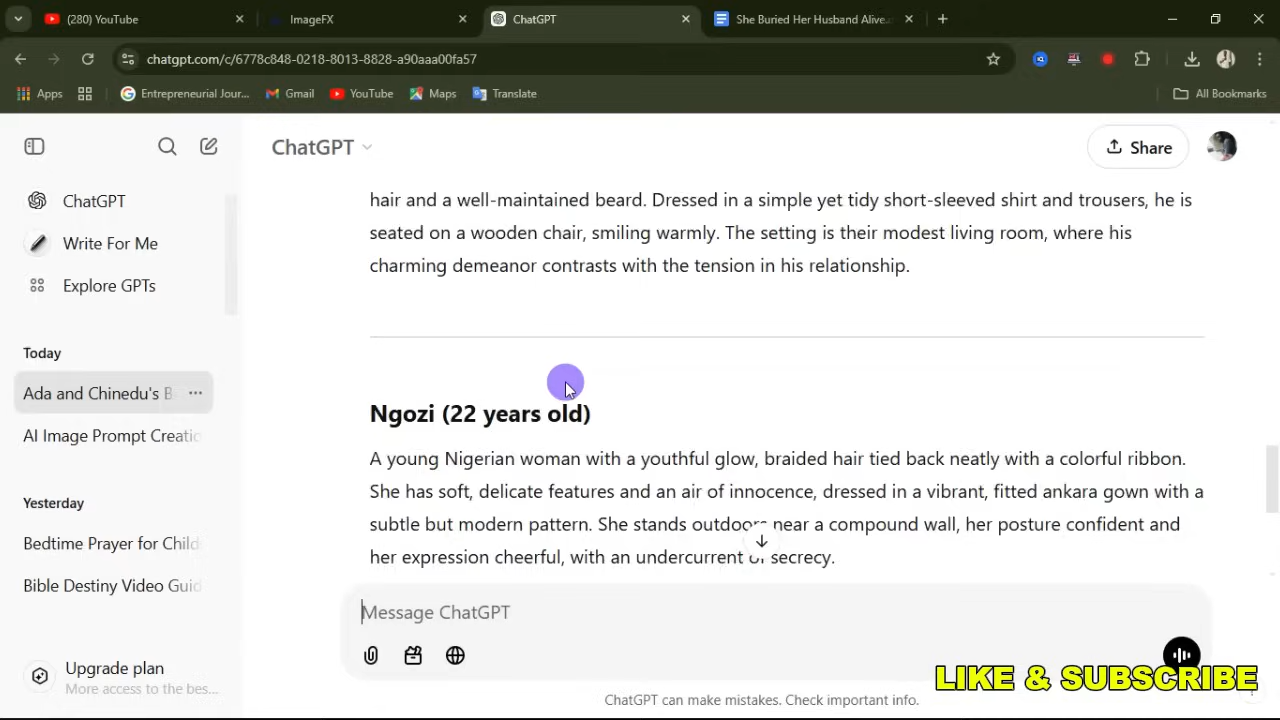 (280) YouTube
ImageFX
ChatGPT
She Buried Her Husband Alive.
chatgpt.com/c/6778c848-0218-8013-8828-a90aaa00fa57
Apps
Entrepreneurial Jour...
Gmail
YouTube
Maps
Translate
All Bookmarks
ChatGPT
Share
ChatGPT
Write For Me
Explore GPTs
Today
Ada and Chinedu's B
AI Image Prompt Creatio
Yesterday
Bedtime Prayer for Child
Bible Destiny Video Guid
Upgrade plan
More access to the bes...
hair and a well-maintained beard. Dressed in a simple yet tidy short-sleeved shirt and trousers, he is
seated on a wooden chair, smiling warmly. The setting is their modest living room, where his
charming demeanor contrasts with the tension in his relationship.
Ngozi (22 years old)
A young Nigerian woman with a youthful glow, braided hair tied back neatly with a colorful ribbon.
She has soft, delicate features and an air of innocence, dressed in a vibrant, fitted ankara gown with a
subtle but modern pattern. She stands outdoors near a compound wall, her posture confident and
her expression cheerful, with an undercurrent of secrecy.
Message ChatGPT
LIKE & SUBSCRIBE
ChatGPT can make mistakes. Check important info.